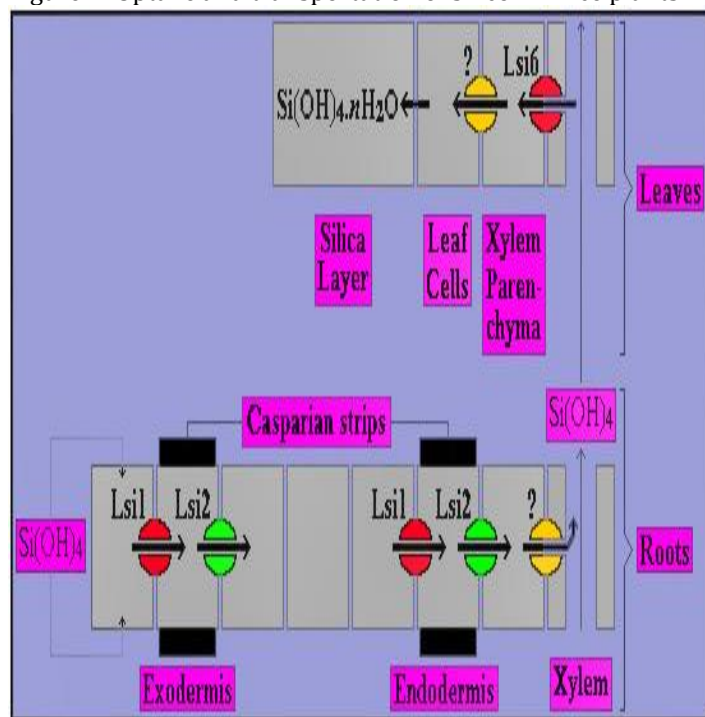 ?
Lsi6
Si(OH)4.nH2O
Leaves
Silica
Layer
Leaf
Cells
Xylem
Paren-
chyma
Si(OH)4
Casparian strips
Lsi1
Lsi2
Lsi1
Lsi2
?
Si(OH)4
Roots
Exodermis
Endodermis
Xylem